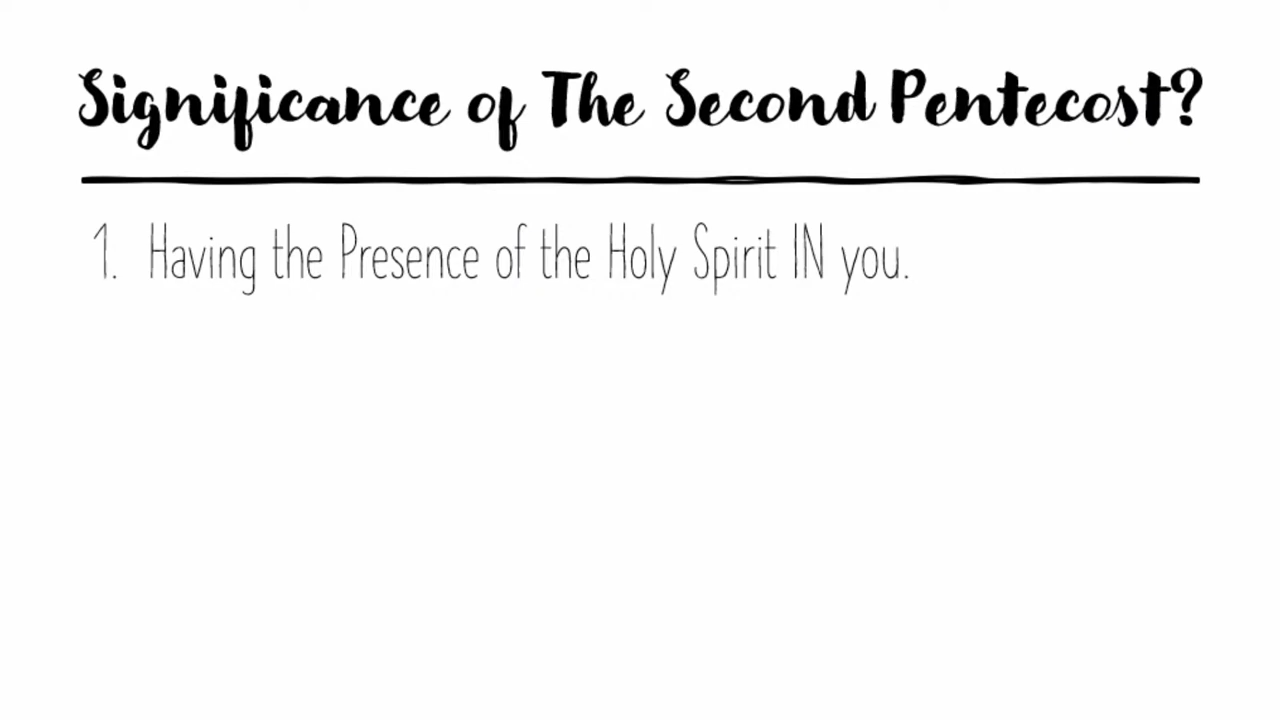 Significance of The Second Pentecost?
1. Having the Presence of the Holy Spirit IN you.